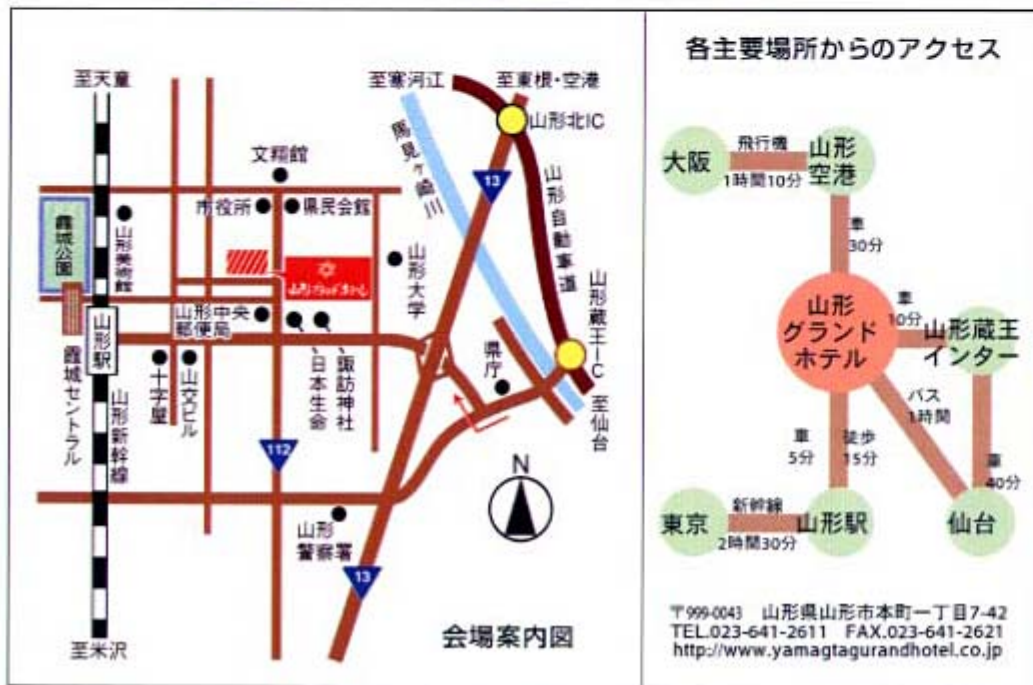 至天童
至寒河江
至東根・空港
山形北IC
文翔館
馬見ヶ崎川
13
山形自動車道
市役所
県民会館
霞城公園
山形美術館
山形グランドホテル
山形大学
山形蔵王IC
山形中央
郵便局
山形駅
県庁
霞城セントラル
十字屋
山交ビル
日本生命
諏訪神社
至仙台
山形新幹線
112
N
山形
警察署
13
至米沢
会場案内図
各主要場所からのアクセス
大阪
飛行機
1時間10分
山形
空港
車
30分
山形
グランド
ホテル
車
10分
山形蔵王
インター
バス
1時間
車
5分
徒歩
15分
車
40分
東京
新幹線
2時間30分
山形駅
仙台
〒999-0043　山形県山形市本町一丁目7-42
TEL.023-641-2611　FAX.023-641-2621
http://www.yamagtagurandhotel.co.jp